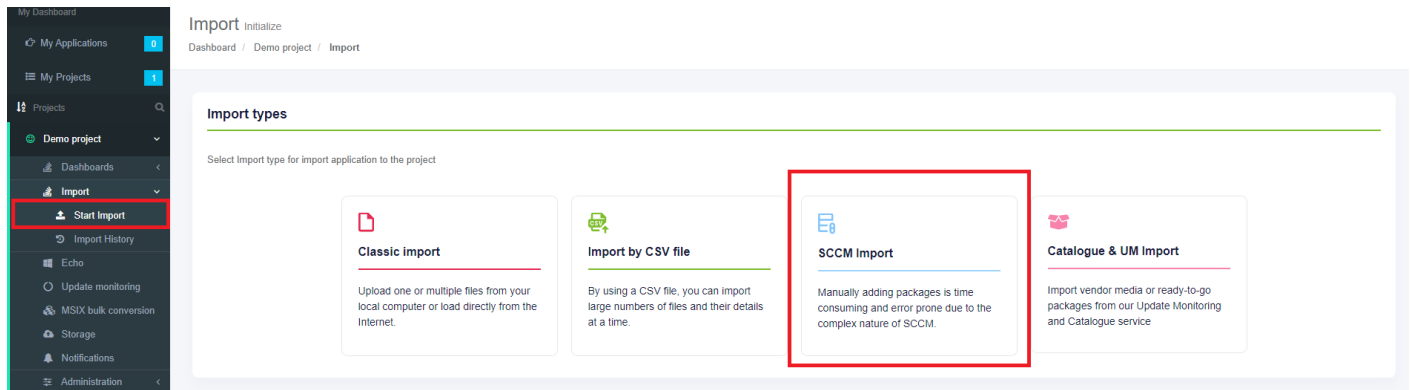 My Dashboard
My Applications 0
My Projects 1
Projects
Demo project
Dashboards
Import
Start Import
Import History
Echo
Update monitoring
MSIX bulk conversion
Storage
Notifications
Administration
Import Initialize
Dashboard / Demo project / Import
Import types
Select Import type for import application to the project
Classic import
Upload one or multiple files from your
local computer or load directly from the
Internet.
CSV
Import by CSV file
By using a CSV file, you can import
large numbers of files and their details
at a time.
SCCM Import
Manually adding packages is time
consuming and error prone due to the
complex nature of SCCM.
Catalogue & UM Import
Import vendor media or ready-to-go
packages from our Update Monitoring
and Catalogue service